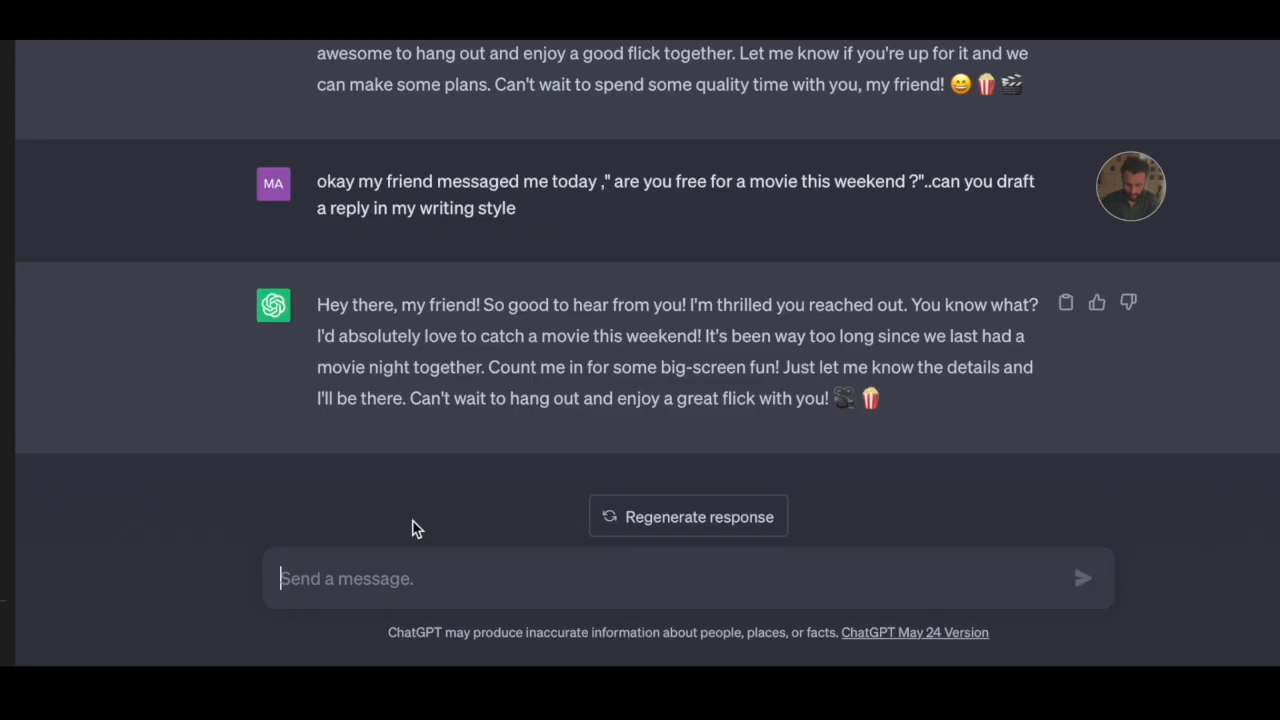 awesome to hang out and enjoy a good flick together. Let me know if you're up for it and we
can make some plans. Can't wait to spend some quality time with you, my friend! 😄 🍿 🎬
MA
okay my friend messaged me today ," are you free for a movie this weekend ?"..can you draft
a reply in my writing style
Hey there, my friend! So good to hear from you! I'm thrilled you reached out. You know what?
I'd absolutely love to catch a movie this weekend! It's been way too long since we last had a
movie night together. Count me in for some big-screen fun! Just let me know the details and
I'll be there. Can't wait to hang out and enjoy a great flick with you! 🎥 🍿
Regenerate response
Send a message.
ChatGPT may produce inaccurate information about people, places, or facts. ChatGPT May 24 Version